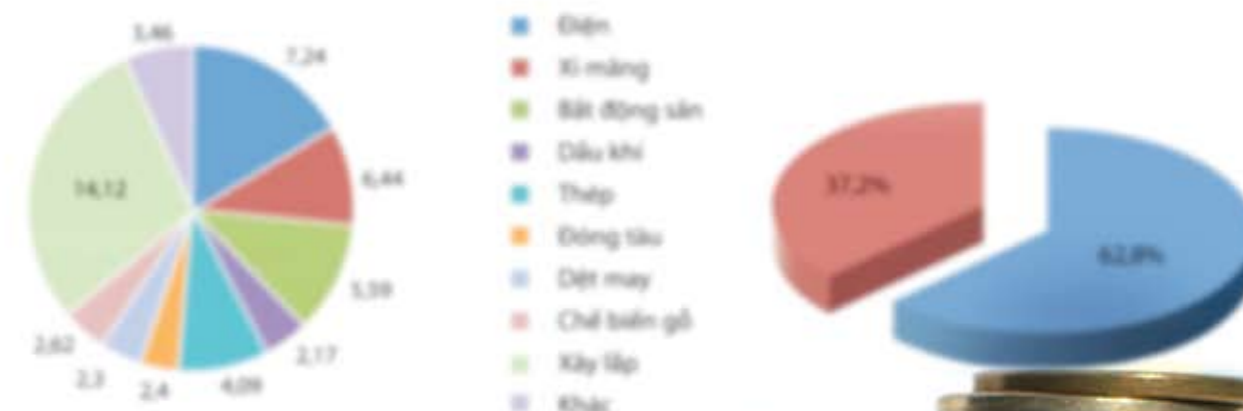 3,46
7,24
6,44
5,59
2,17
4,09
2,4
2,3
2,62
14,12
Điện
Xi măng
Bất động sản
Dầu khí
Thép
Đóng tàu
Dệt may
Chế biến gỗ
Xây lắp
Khác
37,2%
62,8%